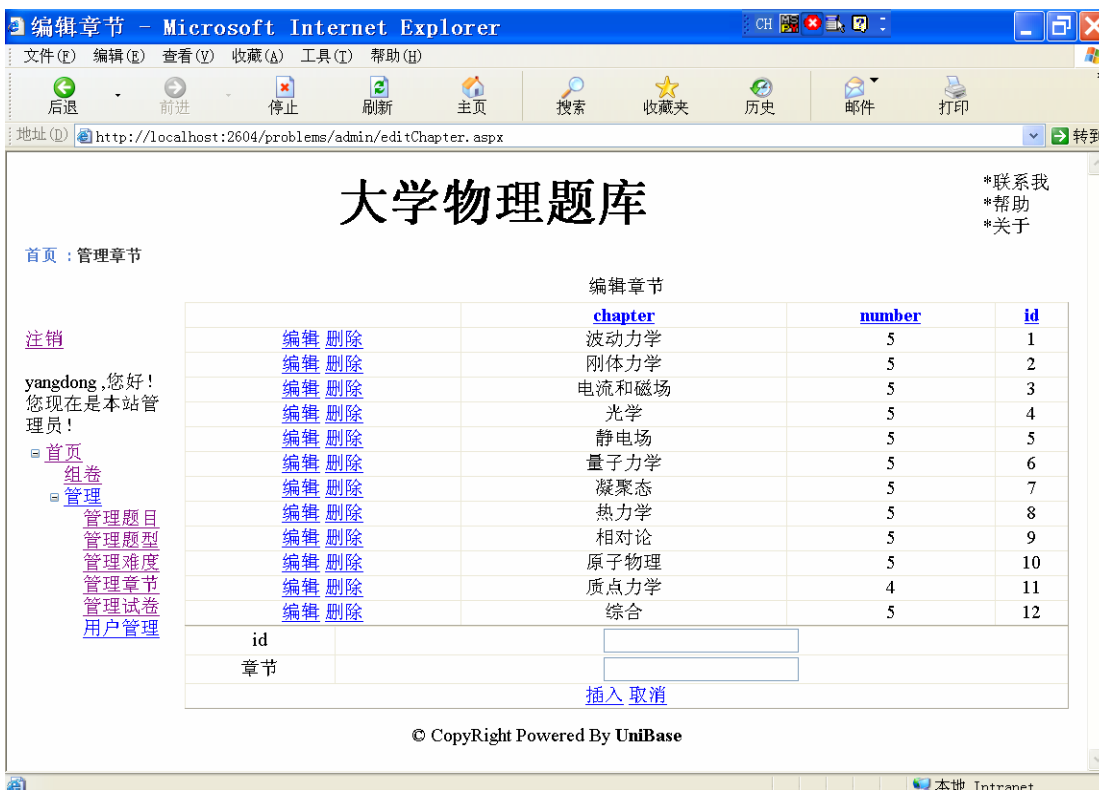 编辑章节 - Microsoft Internet Explorer
CH
文件(F) 编辑(E) 查看(V) 收藏(A) 工具(T) 帮助(H)
后退 前进 停止 刷新 主页 搜索 收藏夹 历史 邮件 打印
地址(D) http://localhost:2604/problems/admin/editChapter.aspx 转到
大学物理题库
*联系我
*帮助
*关于
首页 : 管理章节
注销
yangdong ,您好!
您现在是本站管
理员!
首页
组卷
管理
管理题目
管理题型
管理难度
管理章节
管理试卷
用户管理
编辑章节
chapter number id
编辑 删除 波动力学 5 1
编辑 删除 刚体力学 5 2
编辑 删除 电流和磁场 5 3
编辑 删除 光学 5 4
编辑 删除 静电场 5 5
编辑 删除 量子力学 5 6
编辑 删除 凝聚态 5 7
编辑 删除 热力学 5 8
编辑 删除 相对论 5 9
编辑 删除 原子物理 5 10
编辑 删除 质点力学 4 11
编辑 删除 综合 5 12
id
章节
插入 取消
© CopyRight Powered By UniBase
本地 Intranet